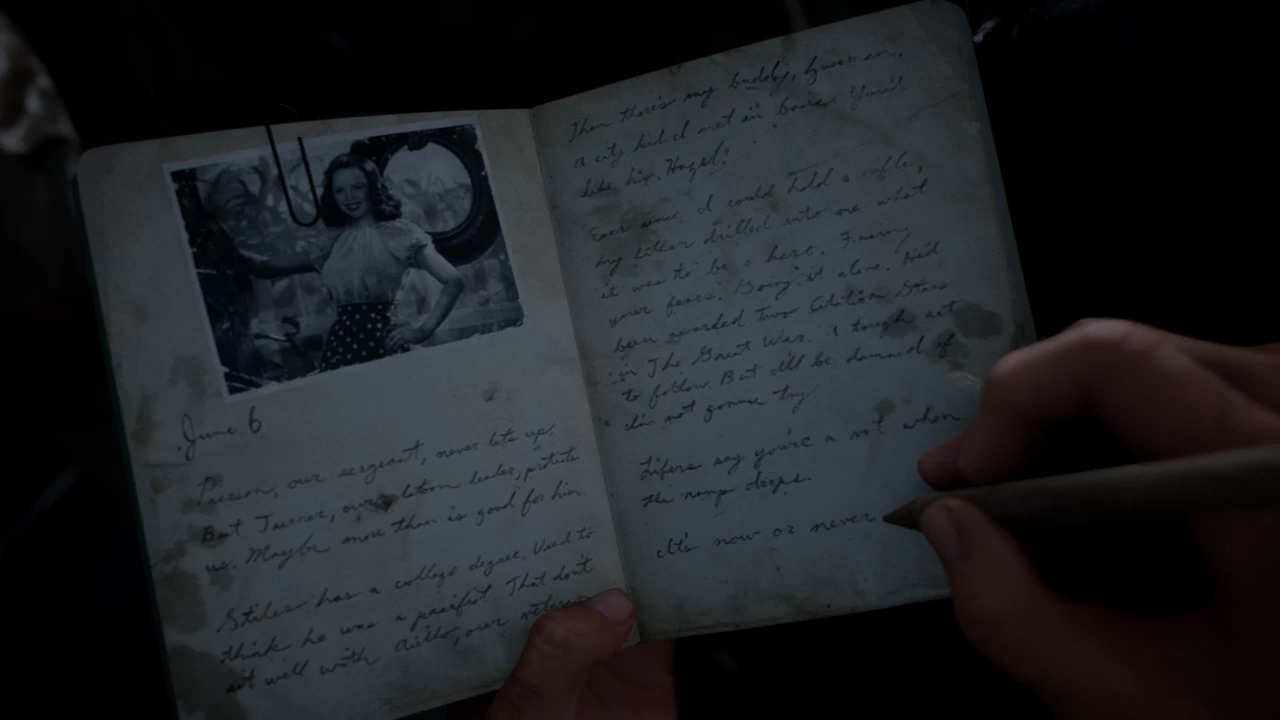 June 6
Pierson, our sergeant, never lets up.
But Turner, our platoon leader, protects
us. Maybe more than is good for him.
Stiles has a college degree. Used to
think he was a pacifist. That don't
sit well with Aiello, our veteran
Then there's my buddy, Zussman,
a city kid I met in basic. You'd
like him, Hazel!
Ever since I could hold a rifle,
my father drilled into me what
it was to be a hero. Facing
your fears. Going it alone. He'd
been awarded two Citation Stars
in The Great War. A tough act
to follow. But I'll be damned if
I'm not gonna try
Lifers say you're a vet when
the ramp drops.
It's now or never